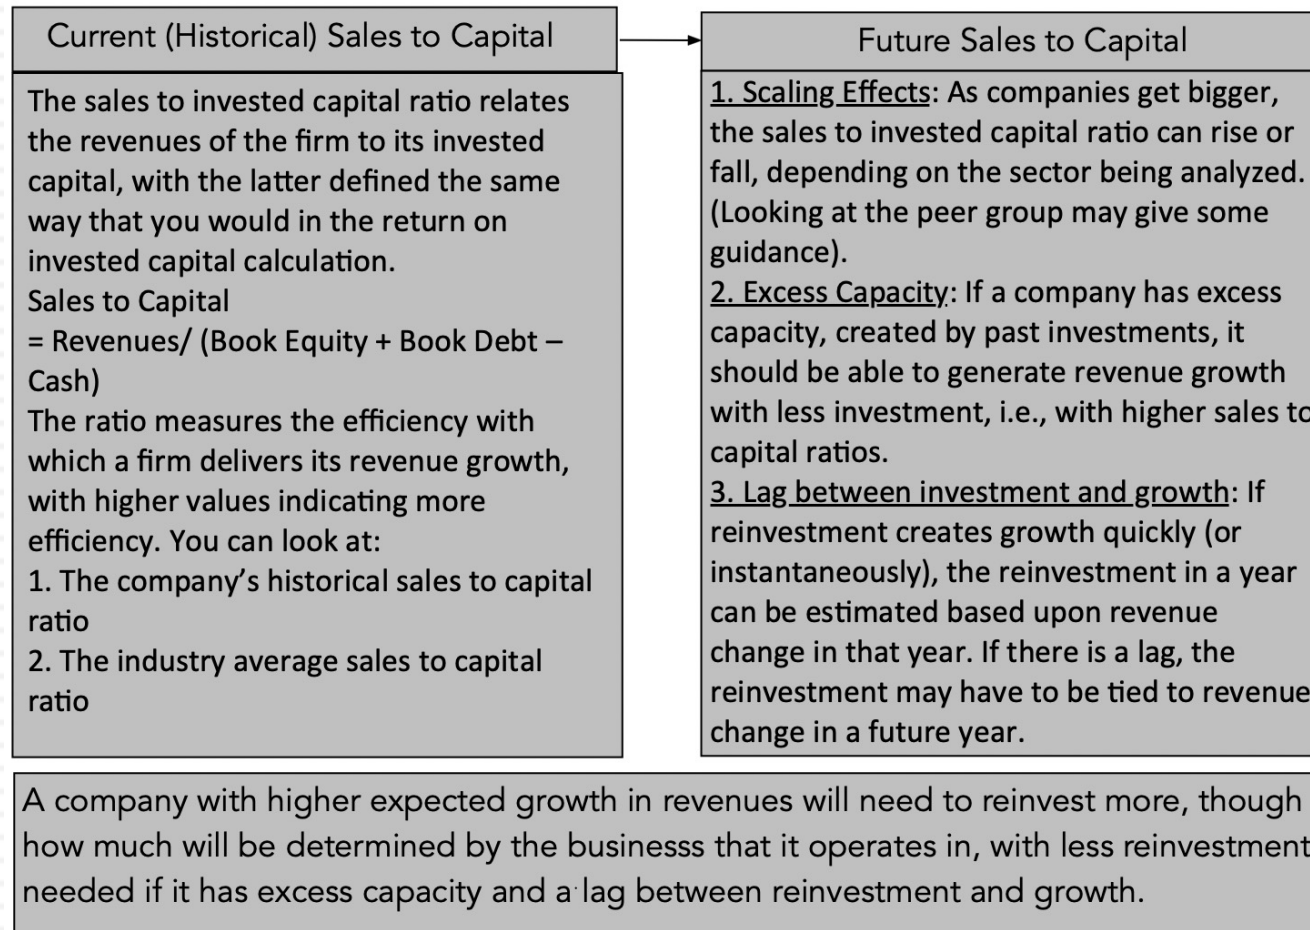 Current (Historical) Sales to Capital
The sales to invested capital ratio relates
the revenues of the firm to its invested
capital, with the latter defined the same
way that you would in the return on
invested capital calculation.
Sales to Capital
= Revenues/ (Book Equity + Book Debt –
Cash)
The ratio measures the efficiency with
which a firm delivers its revenue growth,
with higher values indicating more
efficiency. You can look at:
1. The company’s historical sales to capital
ratio
2. The industry average sales to capital
ratio
Future Sales to Capital
1. Scaling Effects: As companies get bigger,
the sales to invested capital ratio can rise or
fall, depending on the sector being analyzed.
(Looking at the peer group may give some
guidance).
2. Excess Capacity: If a company has excess
capacity, created by past investments, it
should be able to generate revenue growth
with less investment, i.e., with higher sales to
capital ratios.
3. Lag between investment and growth: If
reinvestment creates growth quickly (or
instantaneously), the reinvestment in a year
can be estimated based upon revenue
change in that year. If there is a lag, the
reinvestment may have to be tied to revenue
change in a future year.
A company with higher expected growth in revenues will need to reinvest more, though
how much will be determined by the businesss that it operates in, with less reinvestment
needed if it has excess capacity and a lag between reinvestment and growth.